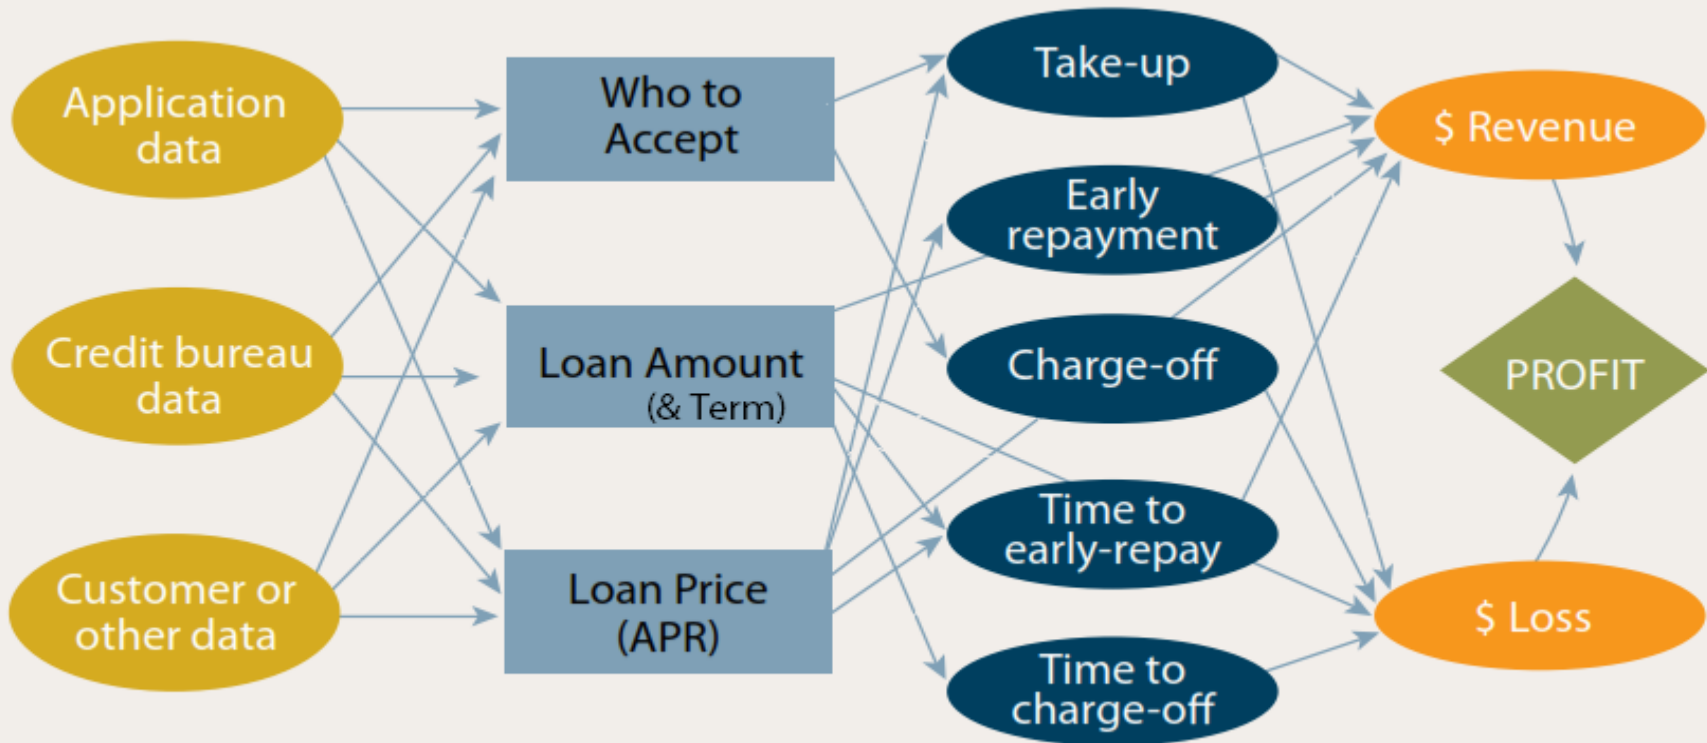 Application
data
Credit bureau
data
Customer or
other data
Who to
Accept
Loan Amount
(& Term)
Loan Price
(APR)
Take-up
Early
repayment
Charge-off
Time to
early-repay
Time to
charge-off
$ Revenue
$ Loss
PROFIT